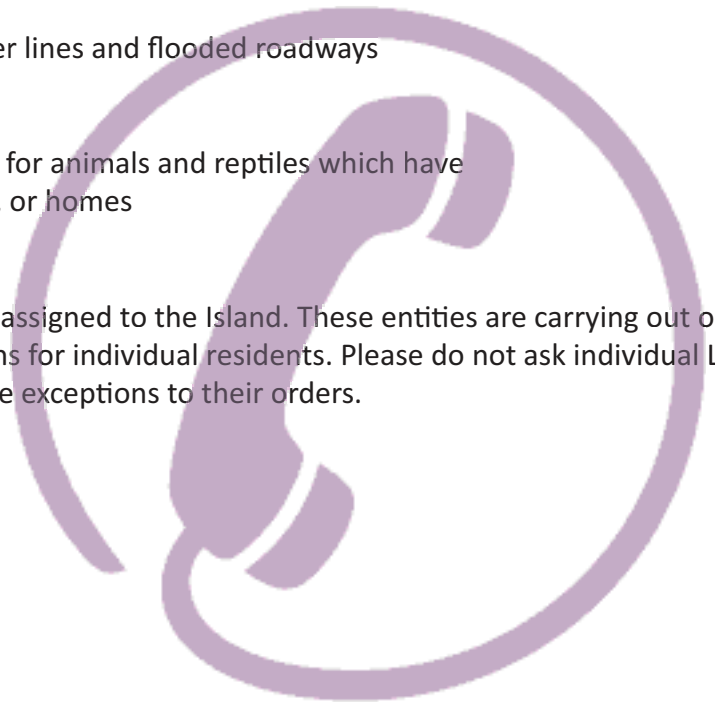 er lines and flooded roadways
for animals and reptiles which have
or homes
assigned to the Island. These entities are carrying out o
ns for individual residents. Please do not ask individual L
e exceptions to their orders.